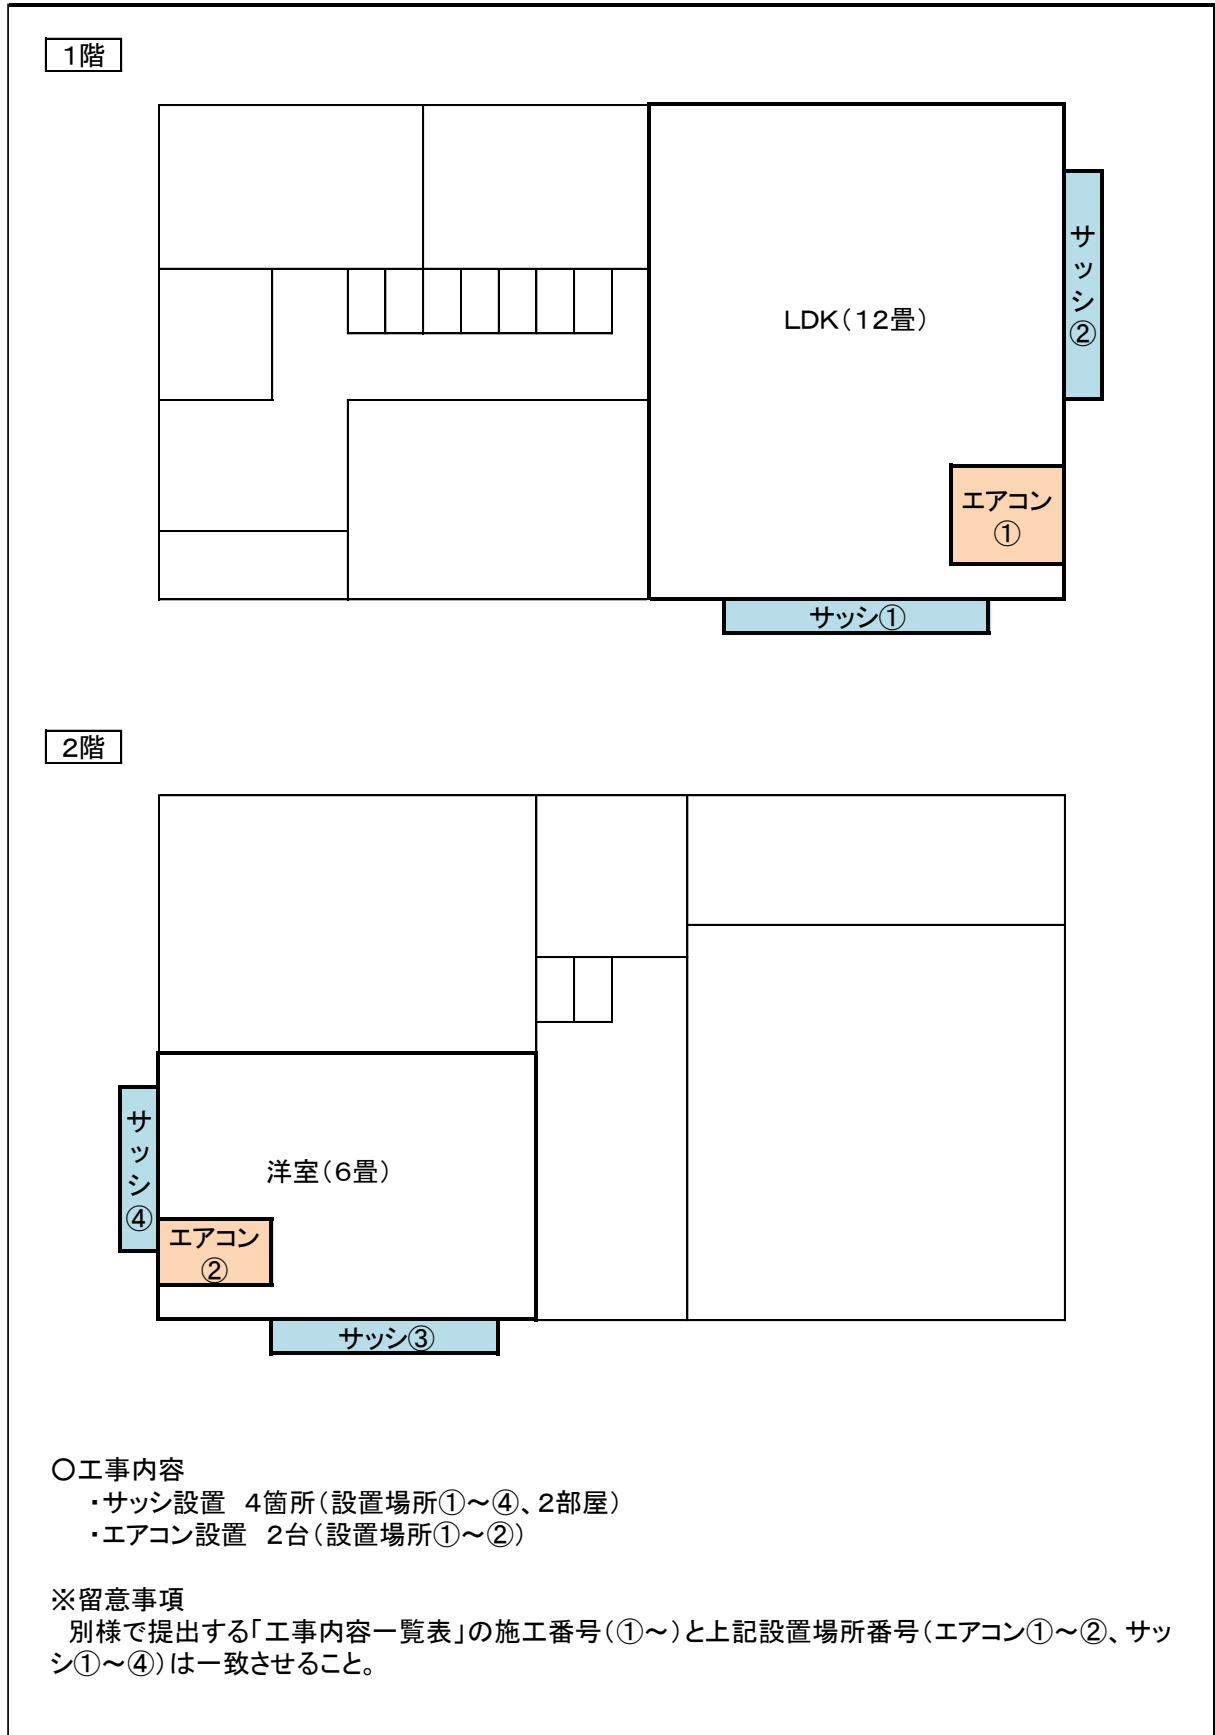 １階
LDK（１２畳）
サッシ②
エアコン
①
サッシ①
２階
サッシ④
洋室（６畳）
エアコン
②
サッシ③
○工事内容
・サッシ設置　４箇所（設置場所①～④、２部屋）
・エアコン設置　２台（設置場所①～②）
※留意事項
別様で提出する「工事内容一覧表」の施工番号（①～）と上記設置場所番号（エアコン①～②、サッ
シ①～④）は一致させること。